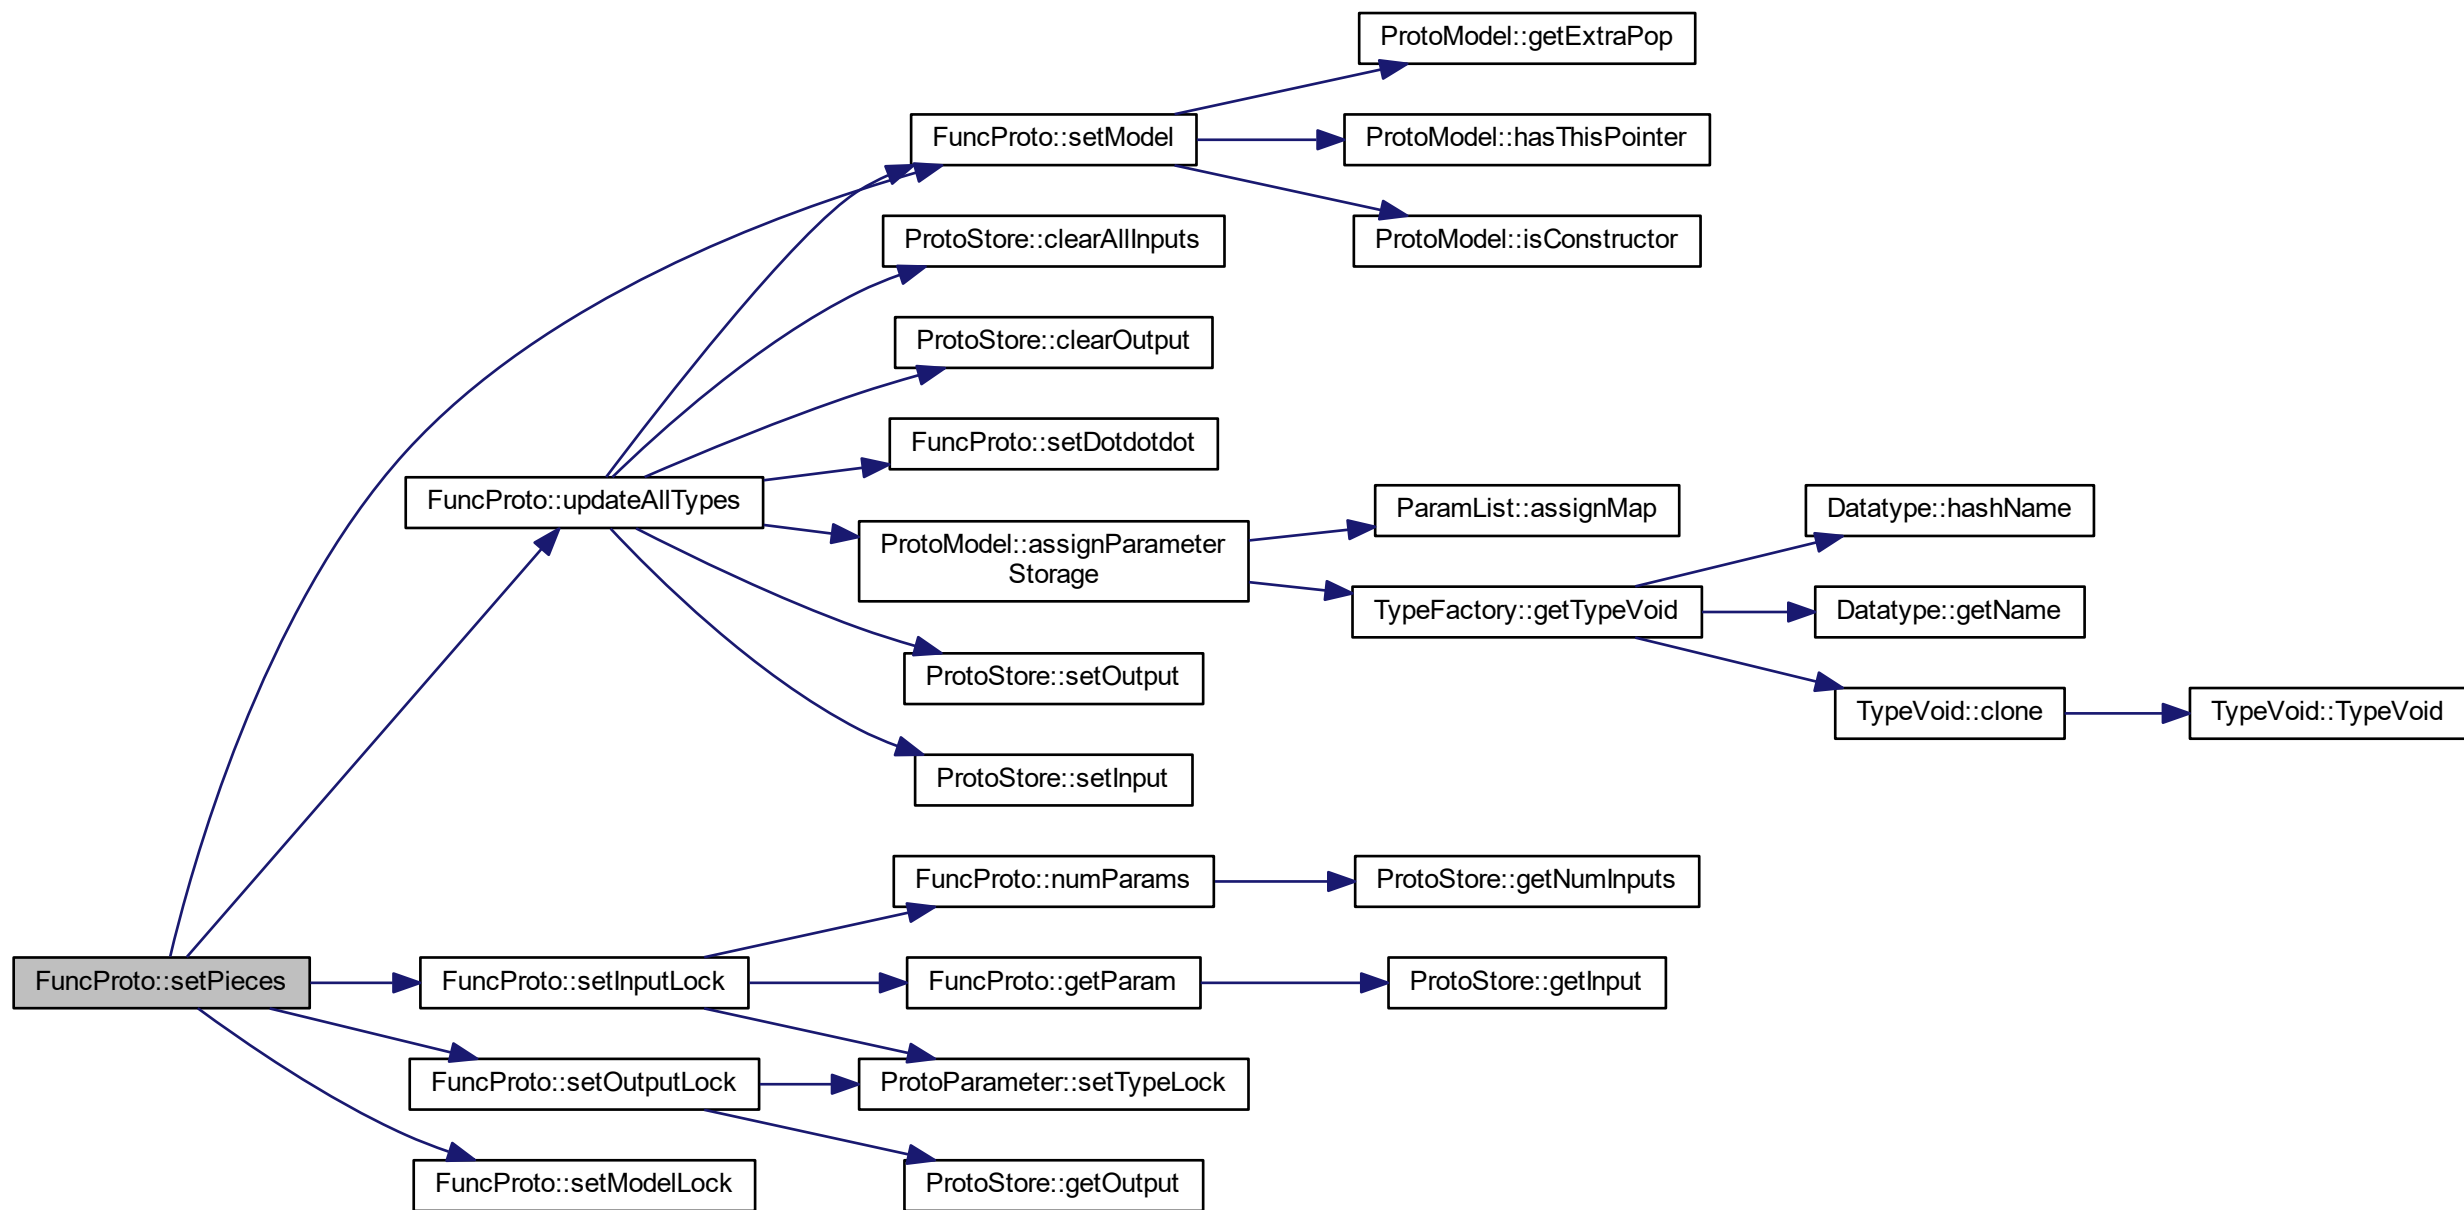 ProtoModel::getExtraPop
FuncProto::setModel
ProtoModel::hasThisPointer
ProtoStore::clearAllInputs
ProtoModel::isConstructor
ProtoStore::clearOutput
FuncProto::setDotdotdot
FuncProto::updateAllTypes
ProtoModel::assignParameter
Storage
ParamList::assignMap
Datatype::hashName
TypeFactory::getTypeVoid
Datatype::getName
ProtoStore::setOutput
TypeVoid::clone
TypeVoid::TypeVoid
ProtoStore::setInput
FuncProto::numParams
ProtoStore::getNumInputs
FuncProto::setPieces
FuncProto::setInputLock
FuncProto::getParam
ProtoStore::getInput
FuncProto::setOutputLock
ProtoParameter::setTypeLock
FuncProto::setModelLock
ProtoStore::getOutput